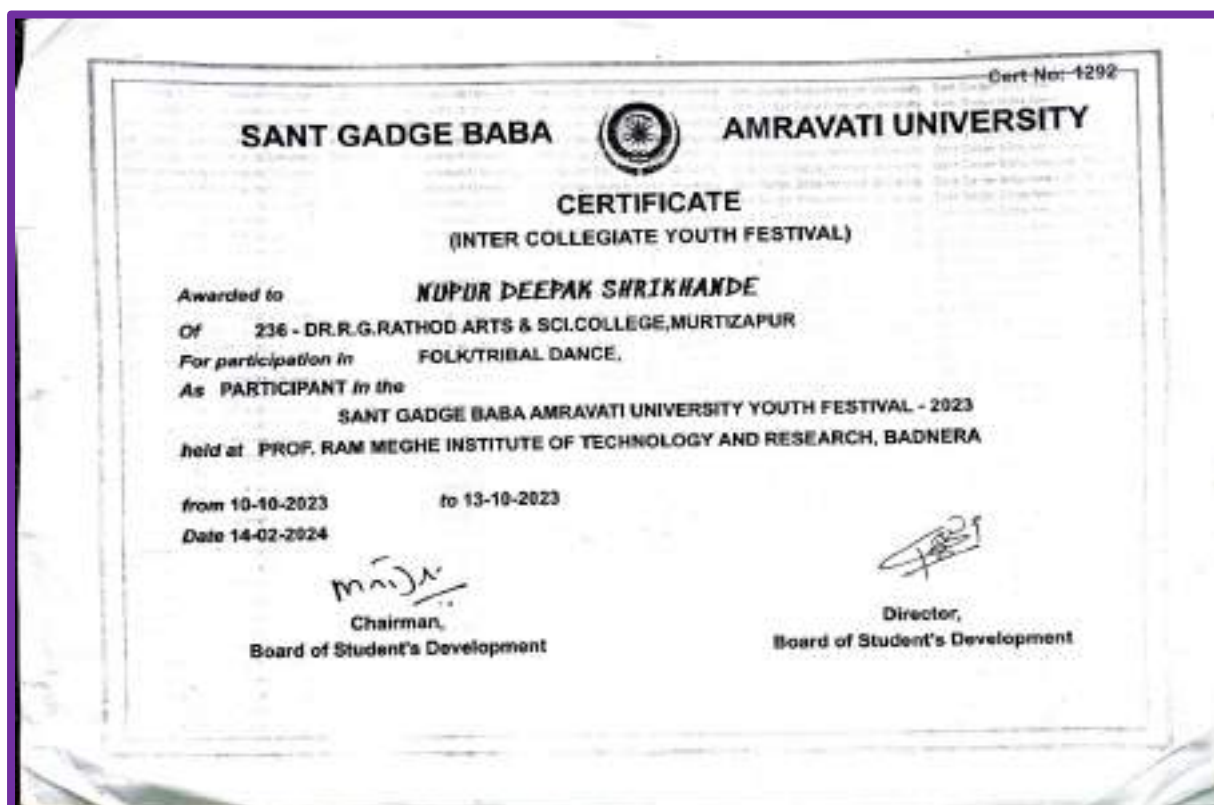 Cert No: 1292
SANT GADGE BABA AMRAVATI UNIVERSITY
CERTIFICATE
(INTER COLLEGIATE YOUTH FESTIVAL)
Awarded to NUPUR DEEPAK SHRIKHANDE
Of 236 - DR.R.G.RATHOD ARTS & SCI.COLLEGE,MURTIZAPUR
For participation in FOLK/TRIBAL DANCE,
As PARTICIPANT in the
SANT GADGE BABA AMRAVATI UNIVERSITY YOUTH FESTIVAL - 2023
held at PROF. RAM MEGHE INSTITUTE OF TECHNOLOGY AND RESEARCH, BADNERA
from 10-10-2023 to 13-10-2023
Date 14-02-2024
Chairman,
Board of Student's Development
Director,
Board of Student's Development